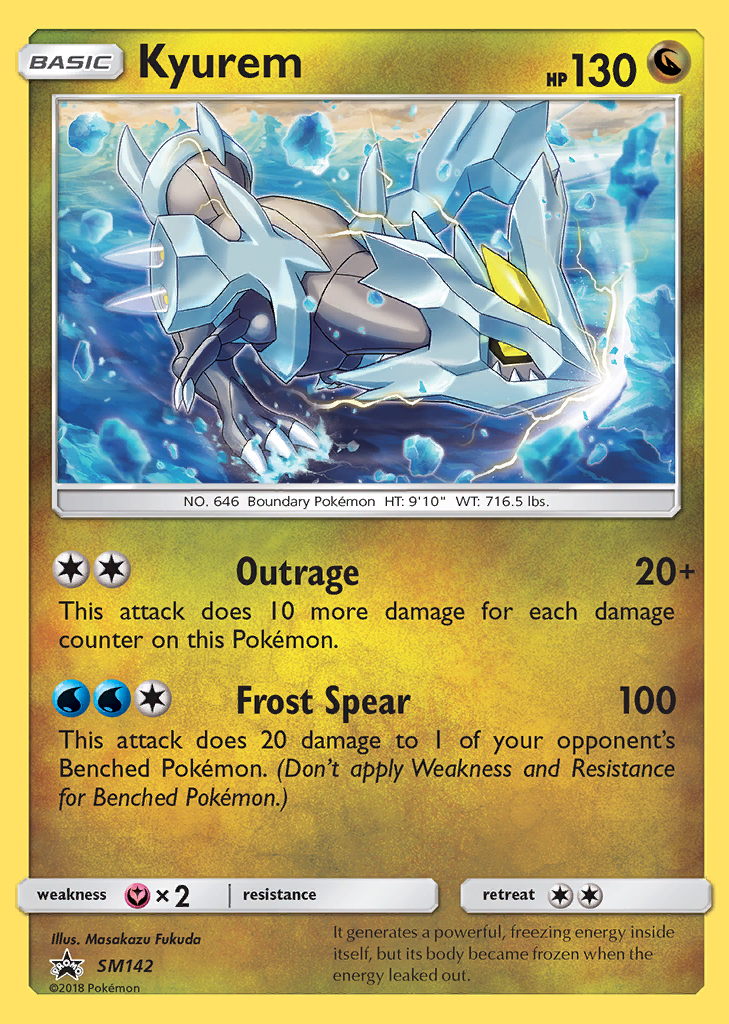 BASIC Kyurem HP 130
NO. 646 Boundary Pokémon HT: 9'10" WT: 716.5 lbs.
Outrage 20+
This attack does 10 more damage for each damage
counter on this Pokémon.
Frost Spear 100
This attack does 20 damage to 1 of your opponent's
Benched Pokémon. (Don't apply Weakness and Resistance
for Benched Pokémon.)
weakness × 2 resistance retreat
Illus. Masakazu Fukuda
PROMO SM142
©2018 Pokémon
It generates a powerful, freezing energy inside
itself, but its body became frozen when the
energy leaked out.